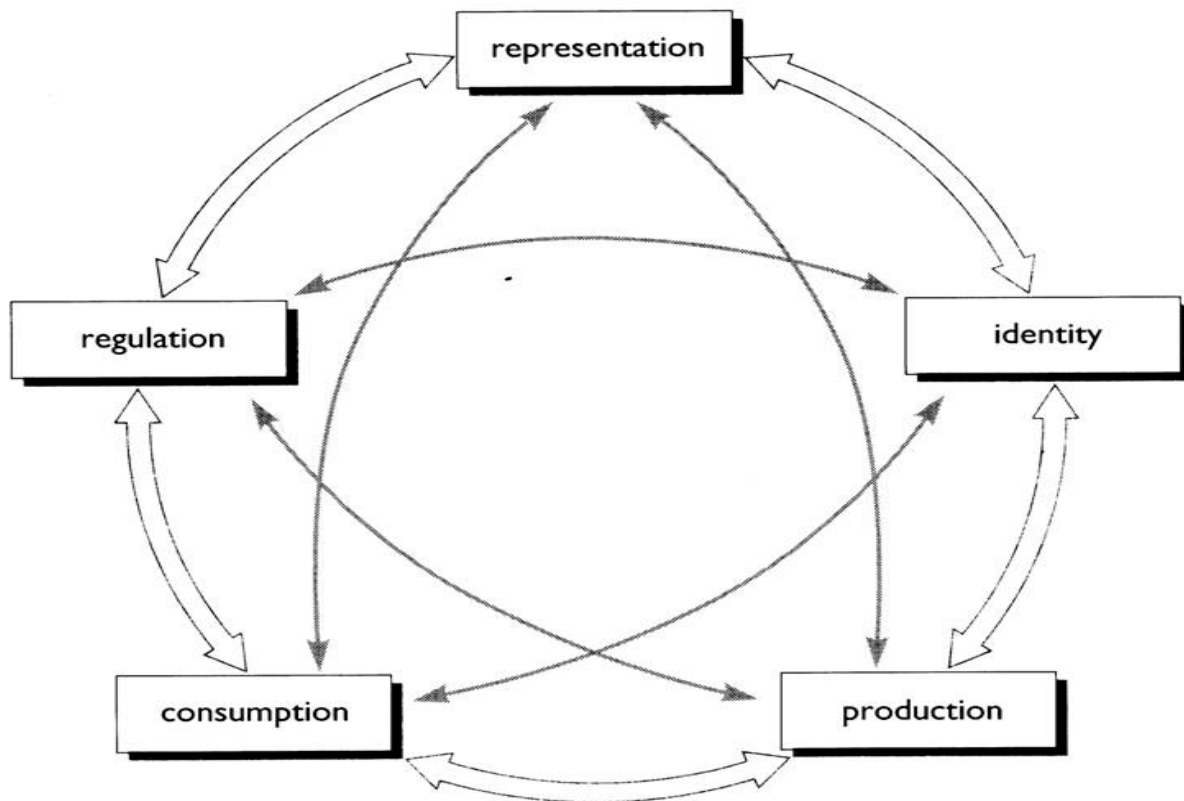 representation
regulation
identity
consumption
production